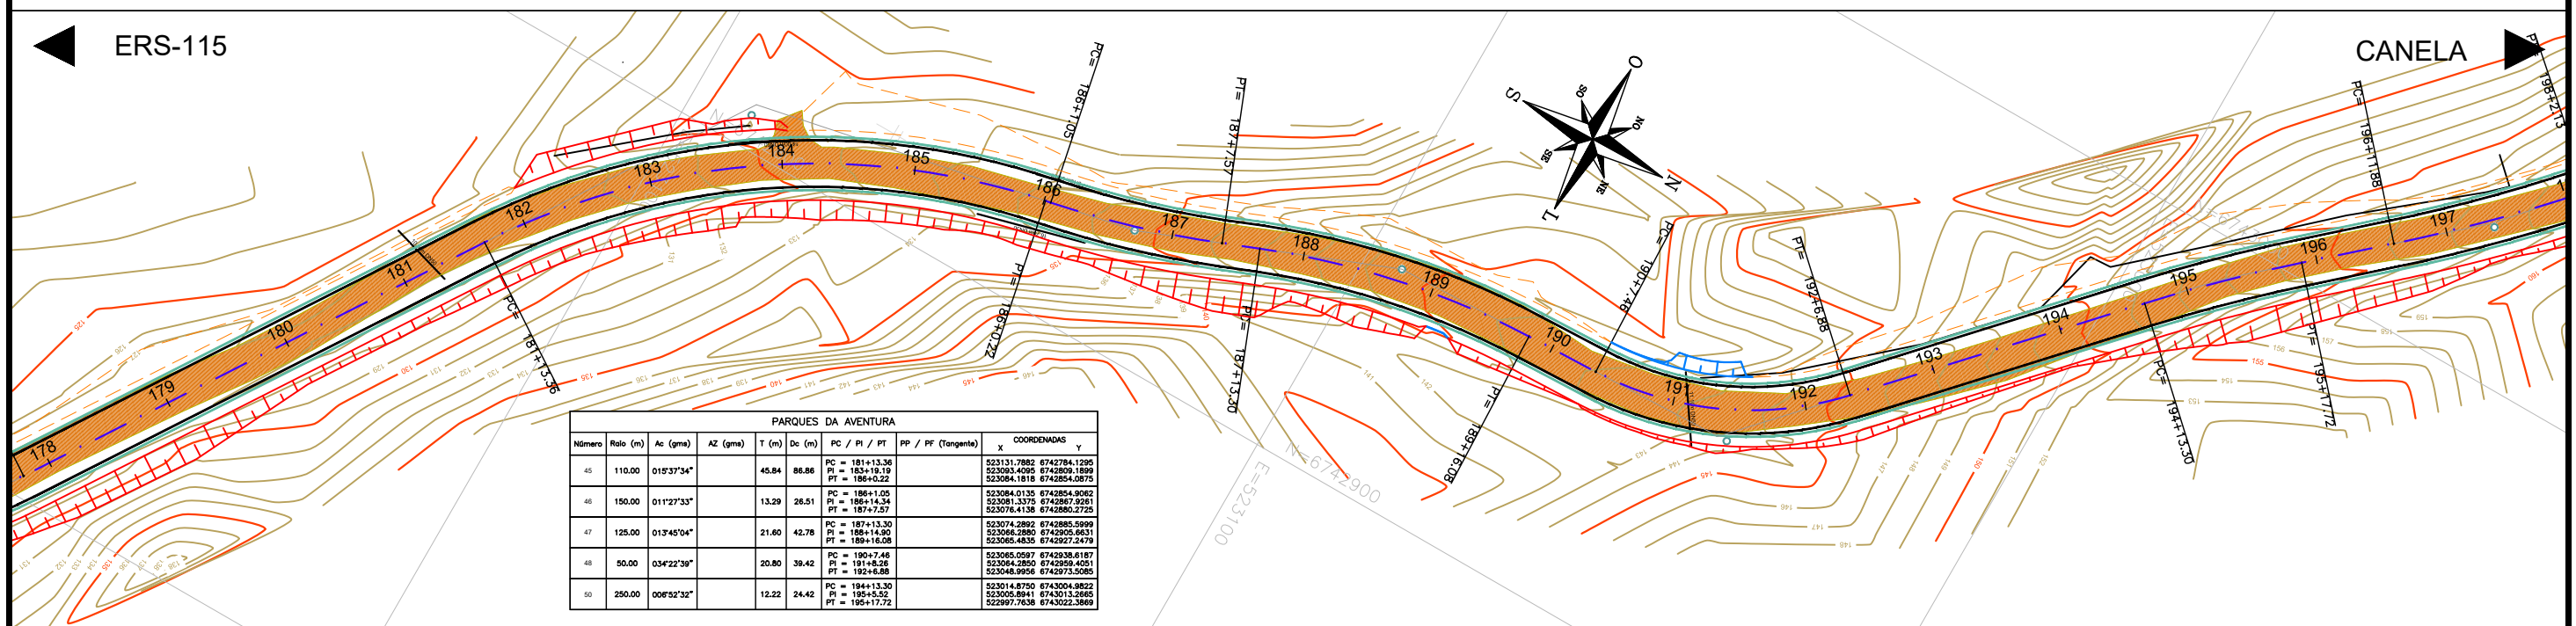 ERS-115
CANELA
O
SO
NO
S
N
SE
NE
L
PC= 186+1.05
PT= 187+7.57
PC= 190+7.46
PT= 192+6.88
PC= 196+11.88
PT= 198+2.13
178
179
180
181
182
183
184
185
186
187
188
189
190
191
192
193
194
195
196
197
PC= 181+13.36
PT= 186+0.22
PC= 187+13.30
PT= 189+16.08
PC= 194+13.30
PT= 195+17.72
N=6742900
E=523100
PARQUES DA AVENTURA
Número Raio (m) Ac (gms) AZ (gms) T (m) Dc (m) PC / PI / PT PP / PF (Tangente) COORDENADAS
X Y
45 110.00 015°37'34" 45.84 86.86
PC = 181+13.36 523131.7882 6742784.1295
PI = 183+19.19 523093.4095 6742809.1899
PT = 186+0.22 523084.1818 6742854.0875
46 150.00 011°27'33" 13.29 26.51
PC = 186+1.05 523084.0135 6742854.9062
PI = 186+14.34 523081.3375 6742867.9261
PT = 187+7.57 523076.4138 6742880.2725
47 125.00 013°45'04" 21.60 42.78
PC = 187+13.30 523074.2892 6742885.5999
PI = 188+14.90 523066.2880 6742905.6631
PT = 189+16.08 523065.4835 6742927.2479
48 50.00 034°22'39" 20.80 39.42
PC = 190+7.46 523065.0597 6742938.6187
PI = 191+8.26 523064.2850 6742959.4051
PT = 192+6.88 523048.9956 6742973.5085
50 250.00 006°52'32" 12.22 24.42
PC = 194+13.30 523014.8750 6743004.9822
PI = 195+5.52 523005.8941 6743013.2665
PT = 195+17.72 522997.7638 6743022.3869